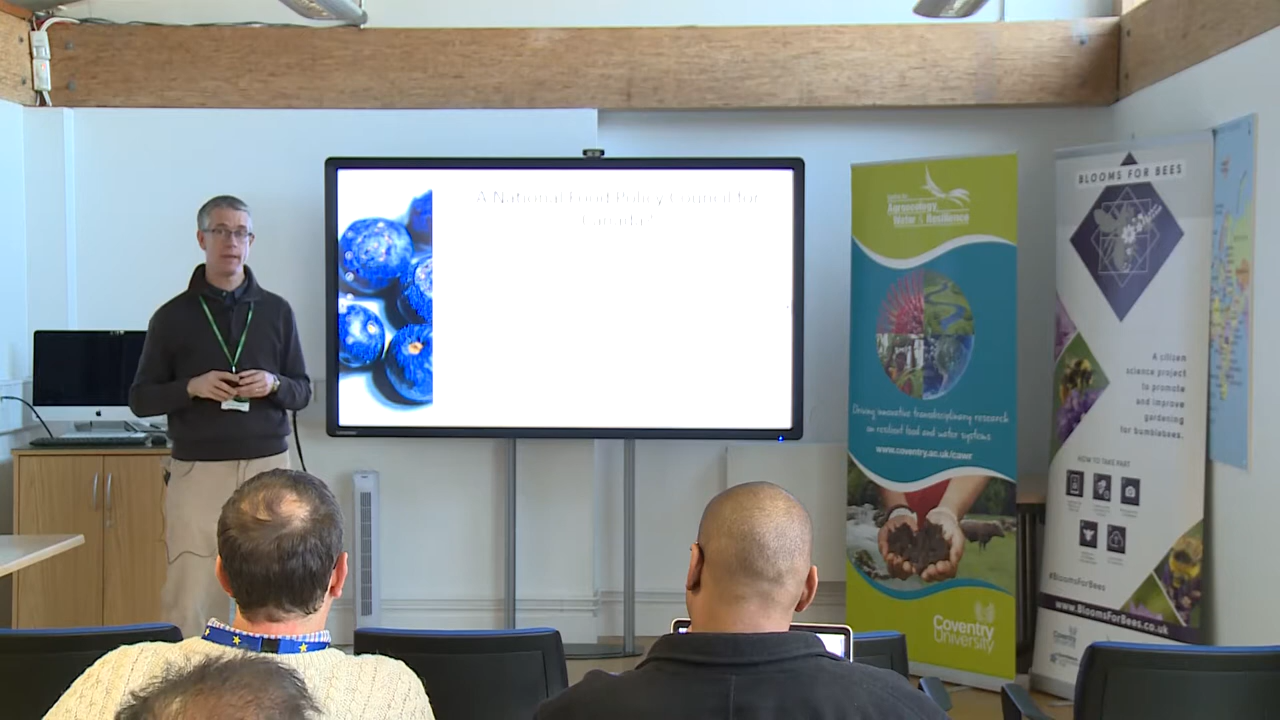 A National Food Policy Council for
Canada?
Centre for
Agroecology
Water & Resilience
Driving innovative transdisciplinary research
on resilient food and water systems
www.coventry.ac.uk/cawr
Coventry
University
BLOOMS FOR BEES
A citizen
science project
to promote
and improve
gardening
for bumblebees.
HOW TO TAKE PART
#BloomsForBees
www.BloomsForBees.co.uk
Coventry